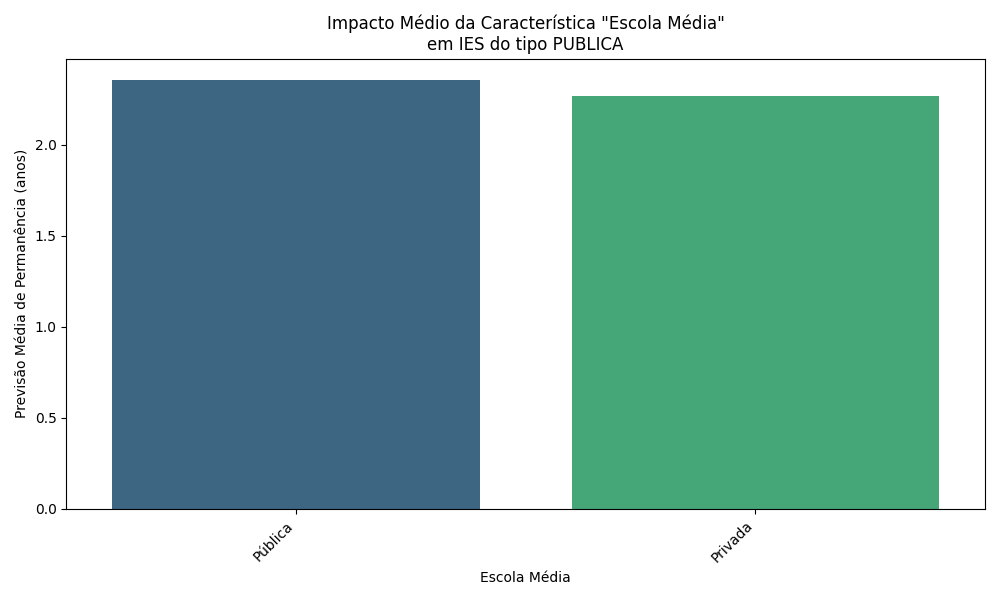 Impacto Médio da Característica "Escola Média"
em IES do tipo PUBLICA
Previsão Média de Permanência (anos)
2.0
1.5
1.0
0.5
0.0
Pública
Privada
Escola Média